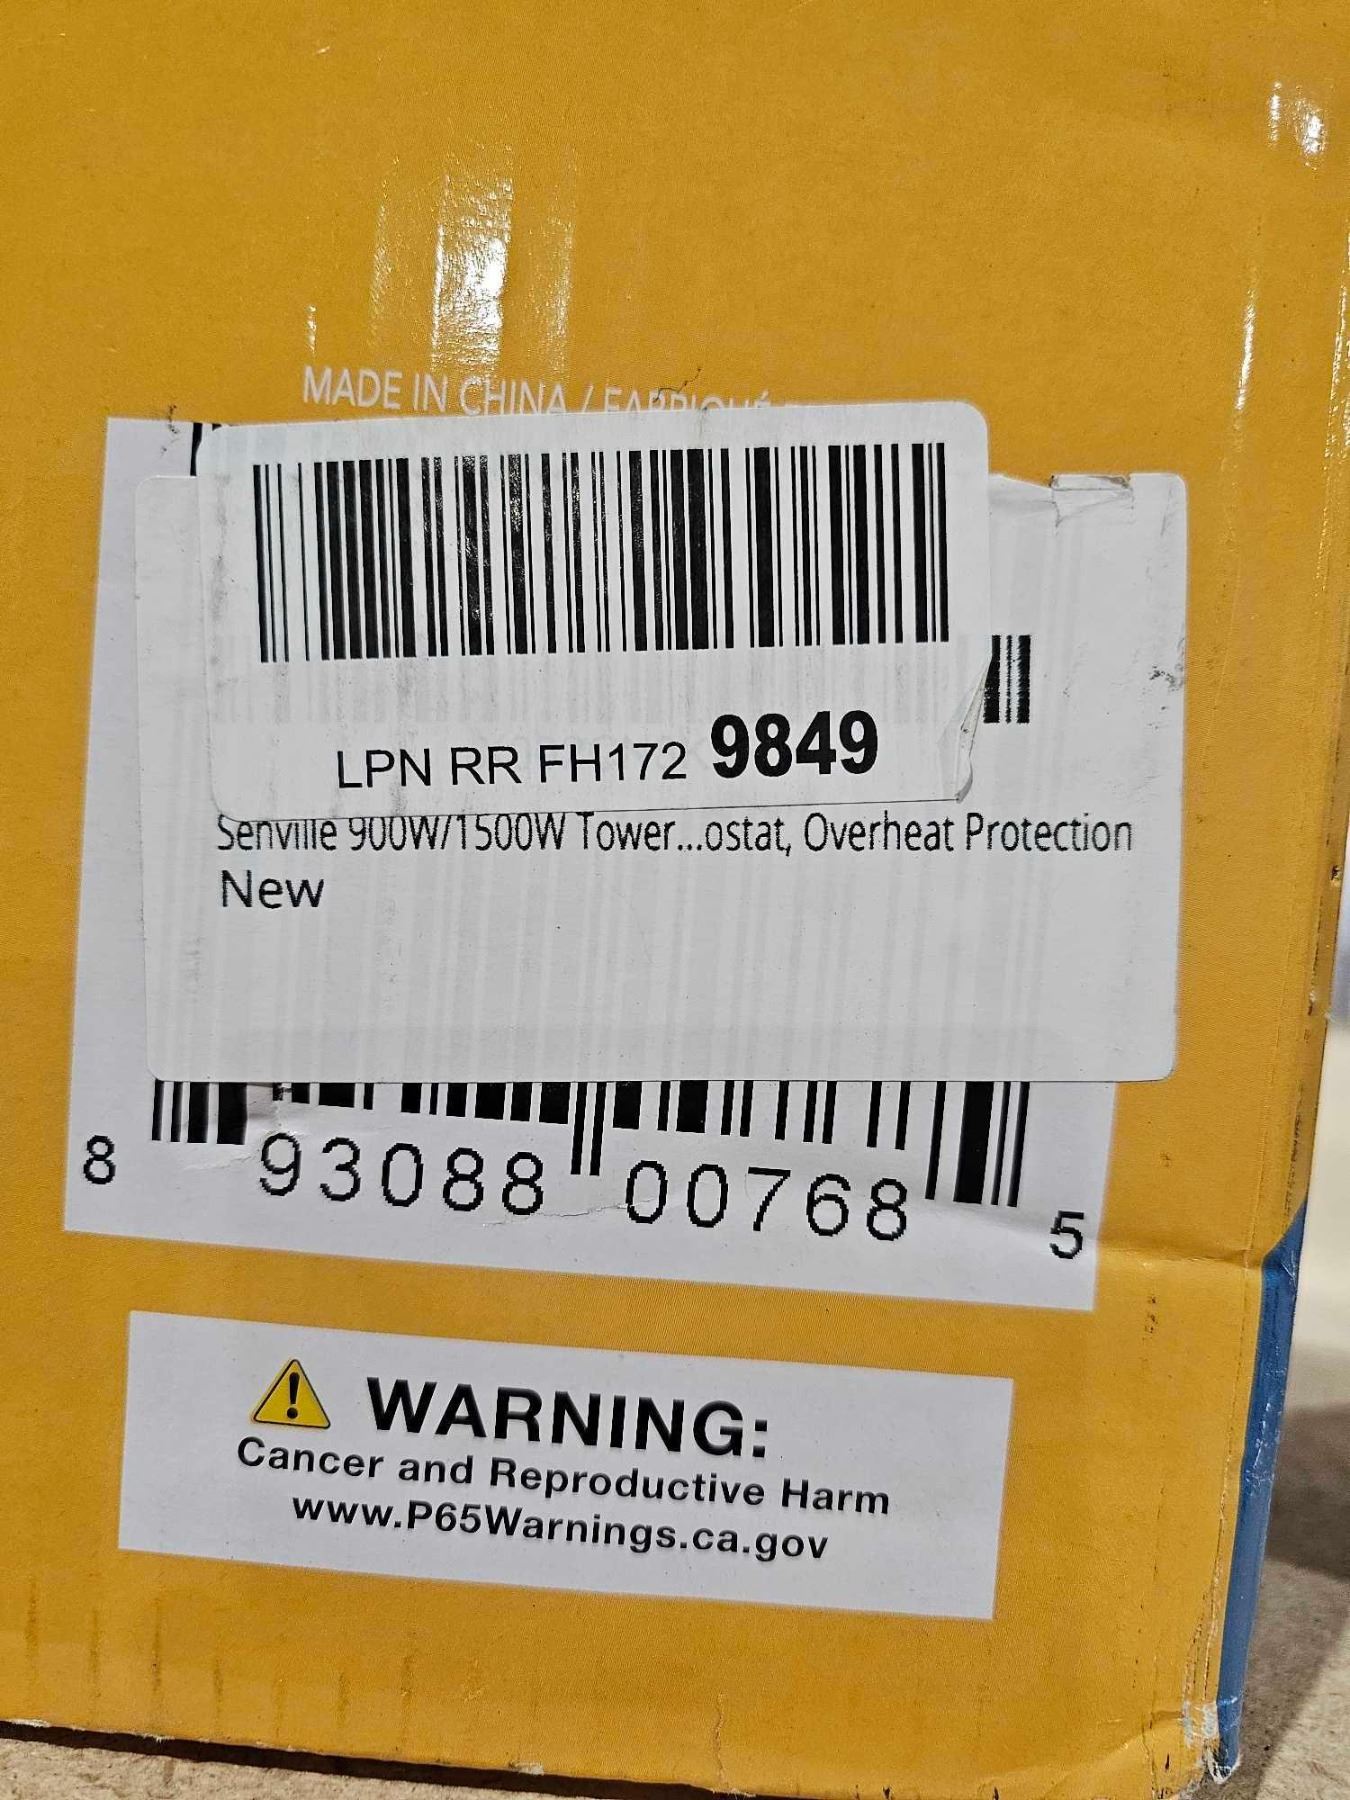 MADE IN CHINA / FABRIQUÉ
LPN RR FH172 9849
Senville 900W/1500W Tower...ostat, Overheat Protection
New
8 93088 00768 5
WARNING:
Cancer and Reproductive Harm
www.P65Warnings.ca.gov